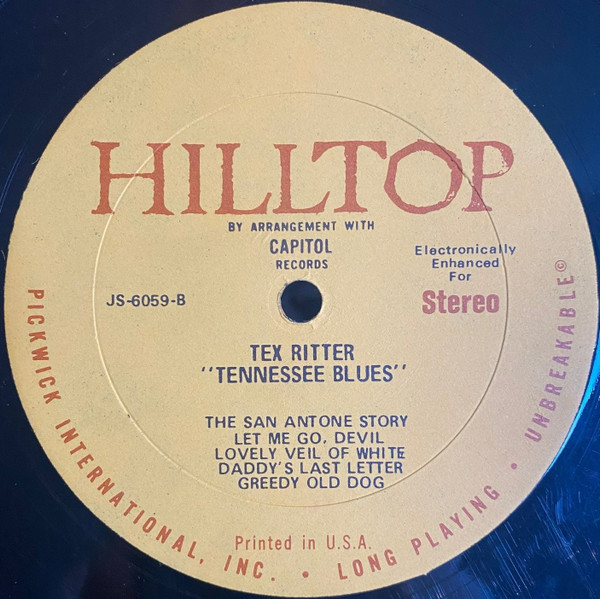 HILLTOP
BY ARRANGEMENT WITH
CAPITOL
RECORDS
Electronically
Enhanced
For
Stereo
JS-6059-B
TEX RITTER
"TENNESSEE BLUES"
THE SAN ANTONE STORY
LET ME GO, DEVIL
LOVELY VEIL OF WHITE
DADDY'S LAST LETTER
GREEDY OLD DOG
Printed in U.S.A.
PICKWICK INTERNATIONAL, INC. • LONG PLAYING • UNBREAKABLE©